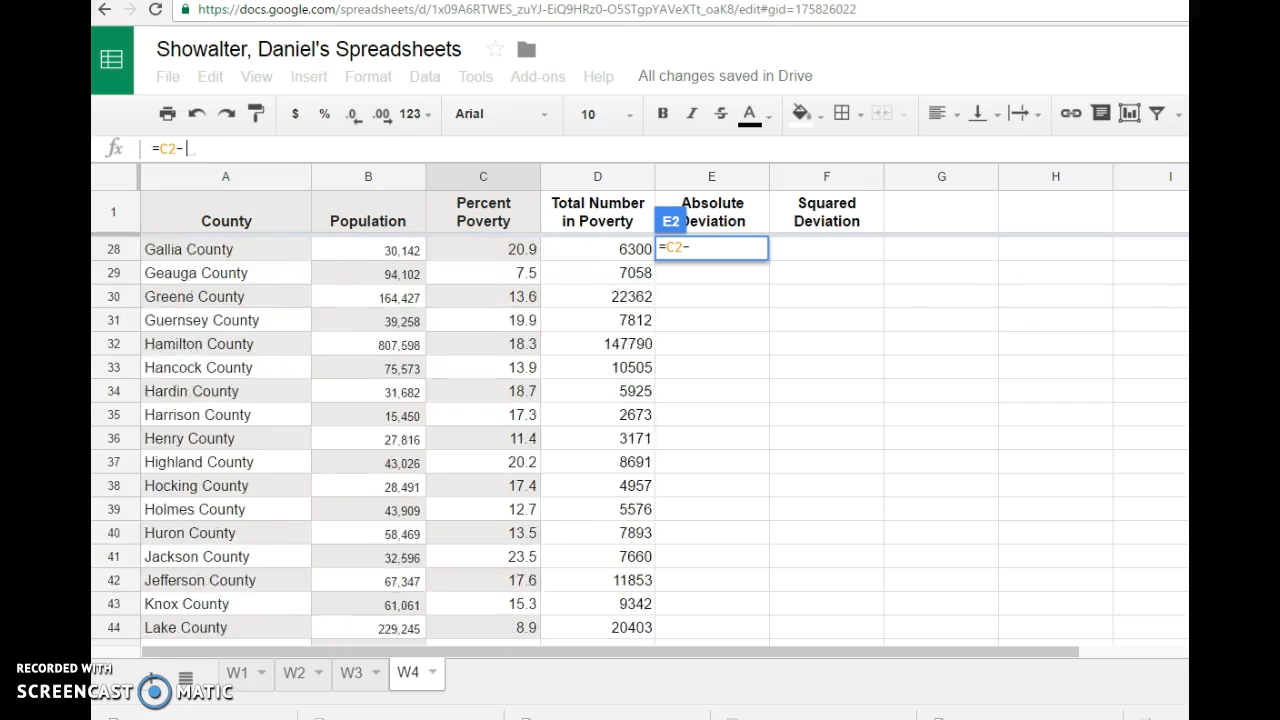 https://docs.google.com/spreadsheets/d/1x09A6RTWES_zuYJ-EiQ9HRz0-O5STgpYAVeXTt_oaK8/edit#gid=175826022
Showalter, Daniel's Spreadsheets
File Edit View Insert Format Data Tools Add-ons Help All changes saved in Drive
$ % .0 .00 123 Arial 10 B I S A
fx =C2-
A B C D E F G H I
1 County Population Percent Poverty Total Number in Poverty Absolute Deviation Squared Deviation
E2
28 Gallia County 30,142 20.9 6300 =C2-
29 Geauga County 94,102 7.5 7058
30 Greene County 164,427 13.6 22362
31 Guernsey County 39,258 19.9 7812
32 Hamilton County 807,598 18.3 147790
33 Hancock County 75,573 13.9 10505
34 Hardin County 31,682 18.7 5925
35 Harrison County 15,450 17.3 2673
36 Henry County 27,816 11.4 3171
37 Highland County 43,026 20.2 8691
38 Hocking County 28,491 17.4 4957
39 Holmes County 43,909 12.7 5576
40 Huron County 58,469 13.5 7893
41 Jackson County 32,596 23.5 7660
42 Jefferson County 67,347 17.6 11853
43 Knox County 61,061 15.3 9342
44 Lake County 229,245 8.9 20403
W1 W2 W3 W4
RECORDED WITH
SCREENCAST MATIC